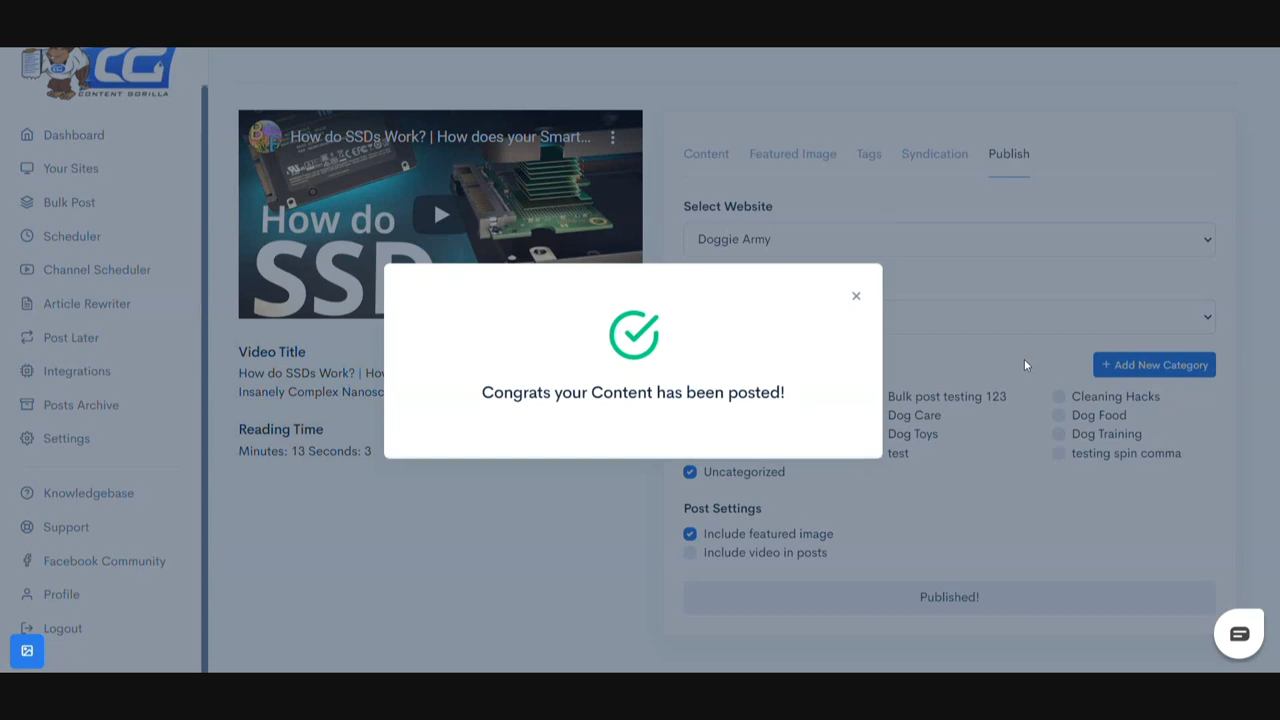 CG
CONTENT GORILLA
Dashboard
Your Sites
Bulk Post
Scheduler
Channel Scheduler
Article Rewriter
Post Later
Integrations
Posts Archive
Settings
Knowledgebase
Support
Facebook Community
Profile
Logout
How do SSDs Work? | How does your Smart...
How do
SSD
Video Title
How do SSDs Work? | Ho
Insanely Complex Nanosc
Reading Time
Minutes: 13 Seconds: 3
Content Featured Image Tags Syndication Publish
Select Website
Doggie Army
Congrats your Content has been posted!
+ Add New Category
Bulk post testing 123 Cleaning Hacks
Dog Care Dog Food
Dog Toys Dog Training
test testing spin comma
Uncategorized
Post Settings
Include featured image
Include video in posts
Published!